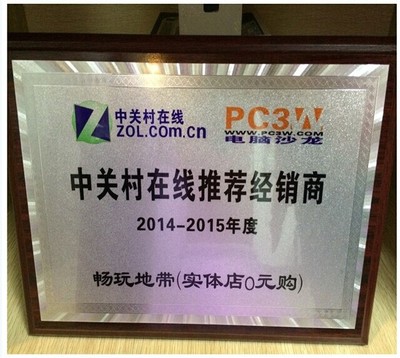 中关村在线
ZOL.com.cn
PC3W
WWW.PC3W.COM
电脑沙龙
中关村在线推荐经销商
2014-2015年度
畅玩地带(实体店0元购)